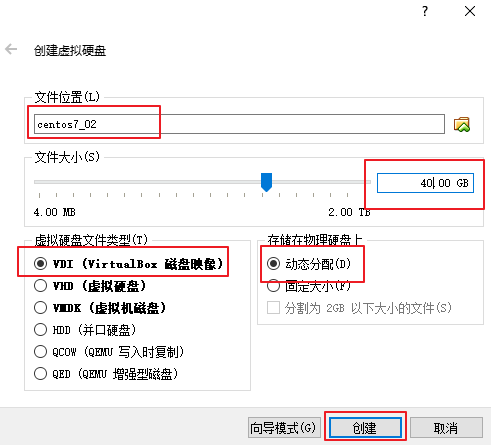 ?
创建虚拟硬盘
文件位置(L)
centos7_02
文件大小(S)
40.00 GB
4.00 MB 2.00 TB
虚拟硬盘文件类型(T) 存储在物理硬盘上
VDI (VirtualBox 磁盘映像) 动态分配(D)
VHD (虚拟硬盘) 固定大小(F)
VMDK (虚拟机磁盘) 分割为 2GB 以下大小的文件(S)
HDD (并口硬盘)
QCOW (QEMU 写入时复制)
QED (QEMU 增强型磁盘)
向导模式(G) 创建 取消